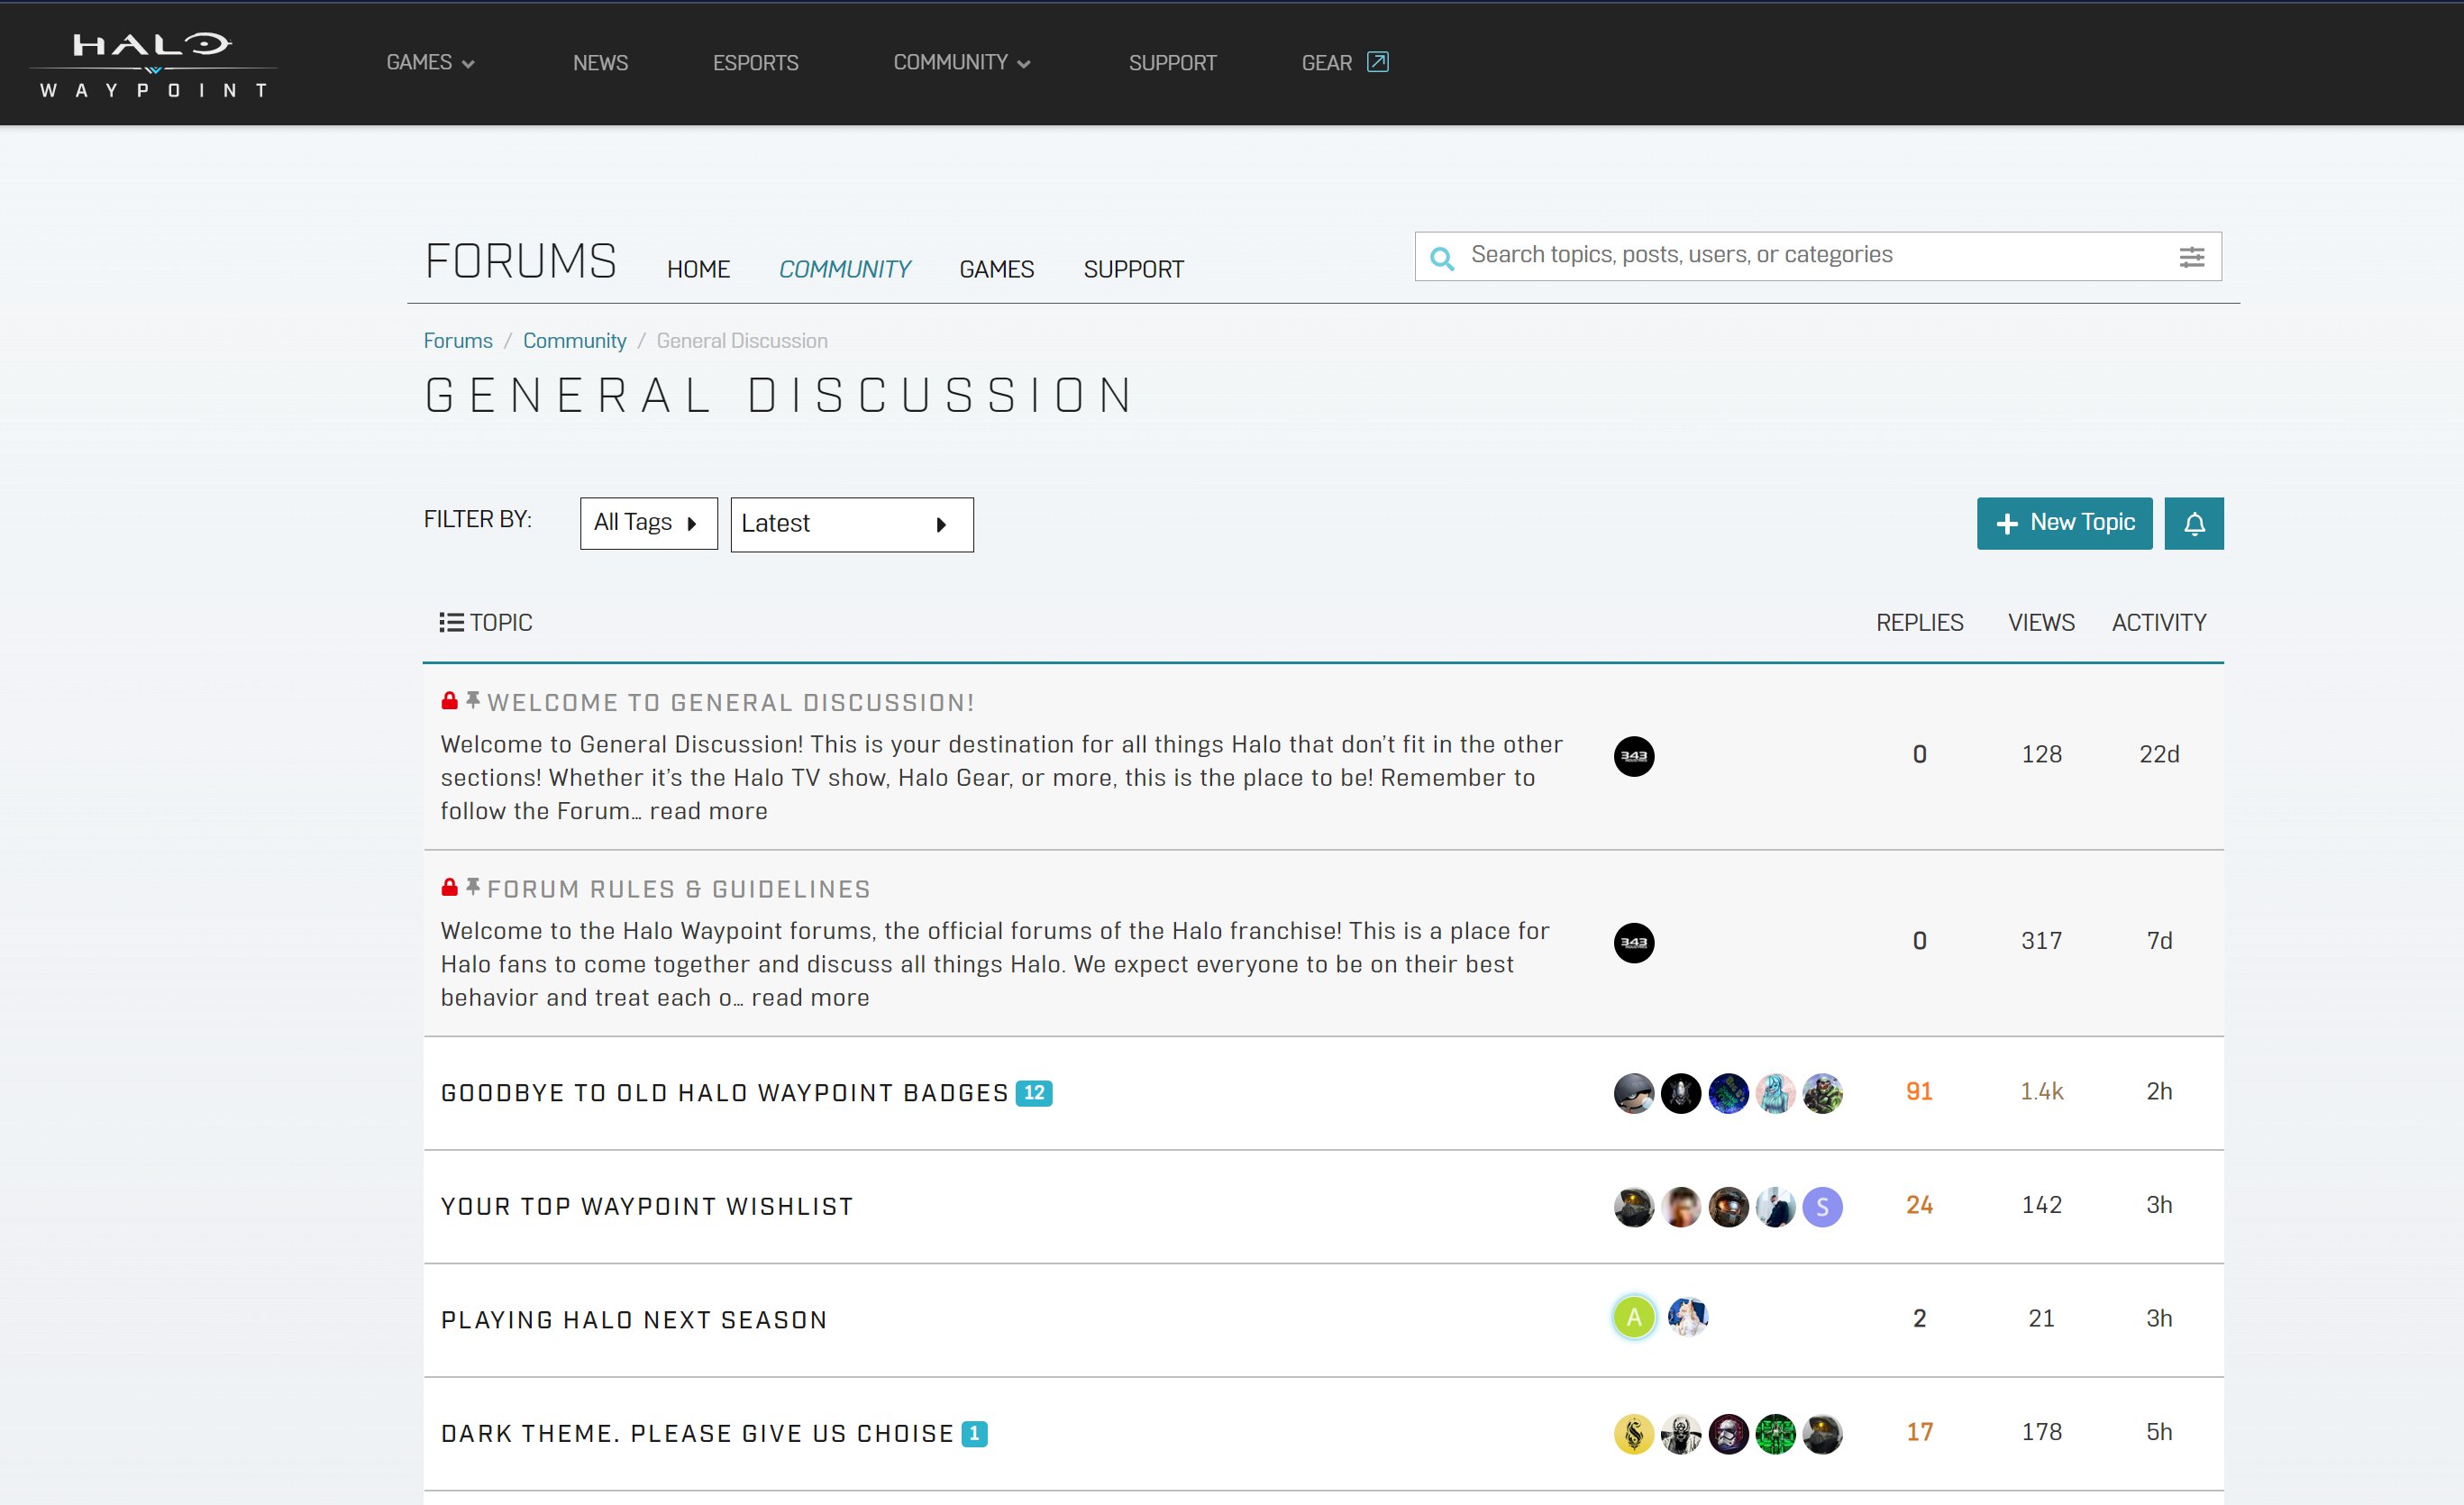 HALO
WAYPOINT
GAMES NEWS ESPORTS COMMUNITY SUPPORT GEAR
FORUMS HOME COMMUNITY GAMES SUPPORT
Search topics, posts, users, or categories
Forums / Community / General Discussion
GENERAL DISCUSSION
FILTER BY: All Tags Latest New Topic
TOPIC REPLIES VIEWS ACTIVITY
WELCOME TO GENERAL DISCUSSION!
Welcome to General Discussion! This is your destination for all things Halo that don’t fit in the other
sections! Whether it’s the Halo TV show, Halo Gear, or more, this is the place to be! Remember to
follow the Forum… read more
343 0 128 22d
FORUM RULES & GUIDELINES
Welcome to the Halo Waypoint forums, the official forums of the Halo franchise! This is a place for
Halo fans to come together and discuss all things Halo. We expect everyone to be on their best
behavior and treat each o… read more
343 0 317 7d
GOODBYE TO OLD HALO WAYPOINT BADGES 12 91 1.4k 2h
YOUR TOP WAYPOINT WISHLIST S 24 142 3h
PLAYING HALO NEXT SEASON A 2 21 3h
DARK THEME. PLEASE GIVE US CHOISE 1 17 178 5h